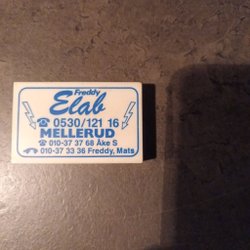 Freddy
Elab
☎ 0530/121 16
MELLERUD
☎ 010-37 37 68 Åke S
010-37 33 36 Freddy, Mats